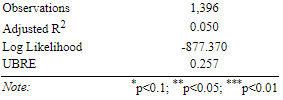 Observations 1,396
Adjusted R² 0.050
Log Likelihood -877.370
UBRE 0.257
Note: *p<0.1; **p<0.05; ***p<0.01